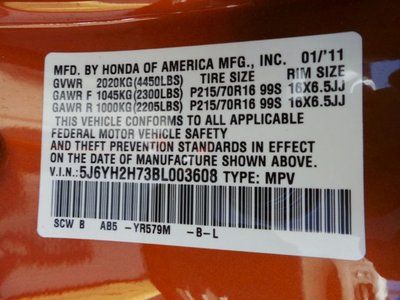 MFD. BY HONDA OF AMERICA MFG., INC. 01/'11
GVWR 2020KG(4450LBS) TIRE SIZE RIM SIZE
GAWR F 1045KG(2300LBS) P215/70R16 99S 16X6.5JJ
GAWR R 1000KG(2205LBS) P215/70R16 99S 16X6.5JJ
THIS VEHICLE CONFORMS TO ALL APPLICABLE
FEDERAL MOTOR VEHICLE SAFETY
AND THEFT PREVENTION STANDARDS IN EFFECT
ON THE DATE OF MANUFACTURE SHOWN ABOVE.
V.I.N.: 5J6YH2H73BL003608 TYPE: MPV
SCW B AB5 -YR579M -B-L